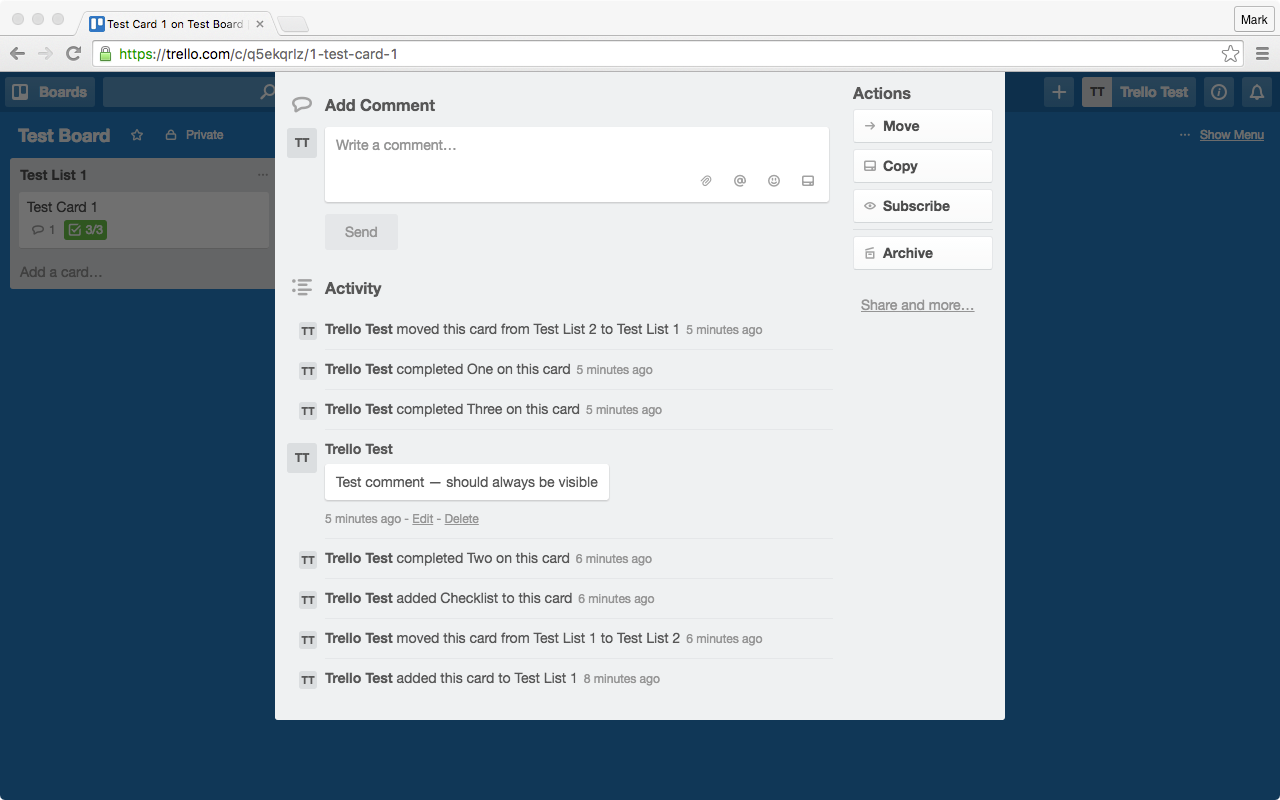 Test Card 1 on Test Board
Mark
https://trello.com/c/q5ekqrlz/1-test-card-1
Boards
TT
Trello Test
Test Board
Private
... Show Menu
Test List 1
Test Card 1
1
3/3
Add a card…
Add Comment
TT
Write a comment…
Send
Activity
TT Trello Test moved this card from Test List 2 to Test List 1 5 minutes ago
TT Trello Test completed One on this card 5 minutes ago
TT Trello Test completed Three on this card 5 minutes ago
TT Trello Test
Test comment — should always be visible
5 minutes ago - Edit - Delete
TT Trello Test completed Two on this card 6 minutes ago
TT Trello Test added Checklist to this card 6 minutes ago
TT Trello Test moved this card from Test List 1 to Test List 2 6 minutes ago
TT Trello Test added this card to Test List 1 8 minutes ago
Actions
Move
Copy
Subscribe
Archive
Share and more…